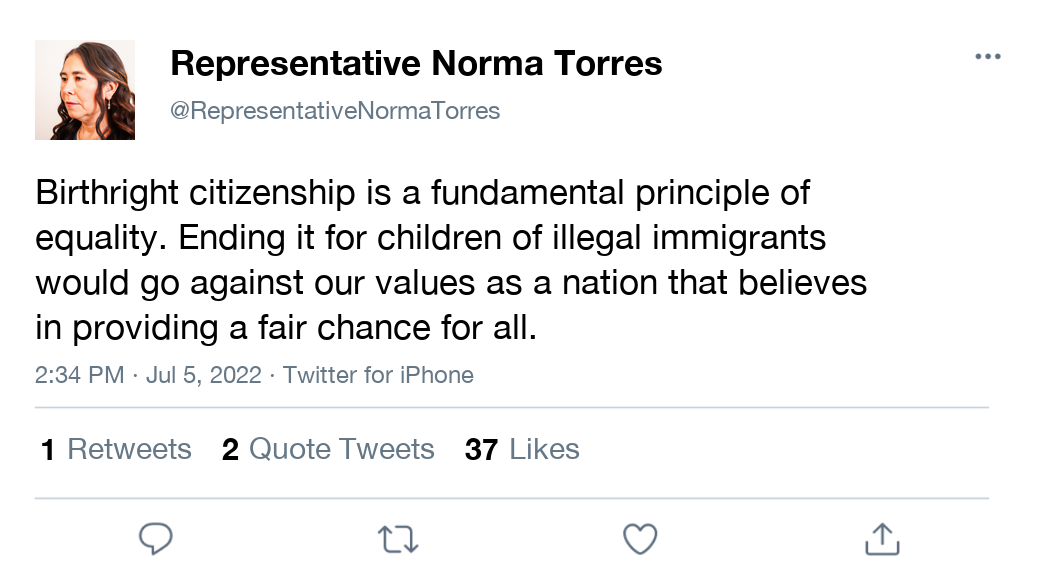 Representative Norma Torres
@RepresentativeNormaTorres
Birthright citizenship is a fundamental principle of
equality. Ending it for children of illegal immigrants
would go against our values as a nation that believes
in providing a fair chance for all.
2:34 PM · Jul 5, 2022 · Twitter for iPhone
1 Retweets 2 Quote Tweets 37 Likes